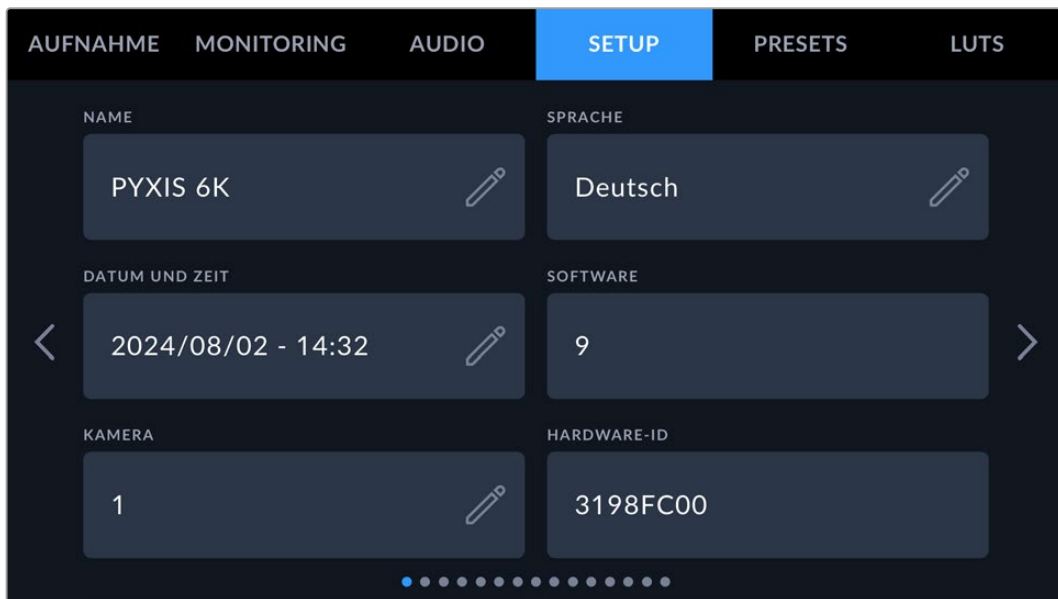 AUFNAHME MONITORING AUDIO SETUP PRESETS LUTS
NAME
PYXIS 6K
SPRACHE
Deutsch
DATUM UND ZEIT
2024/08/02 - 14:32
SOFTWARE
9
KAMERA
1
HARDWARE-ID
3198FC00